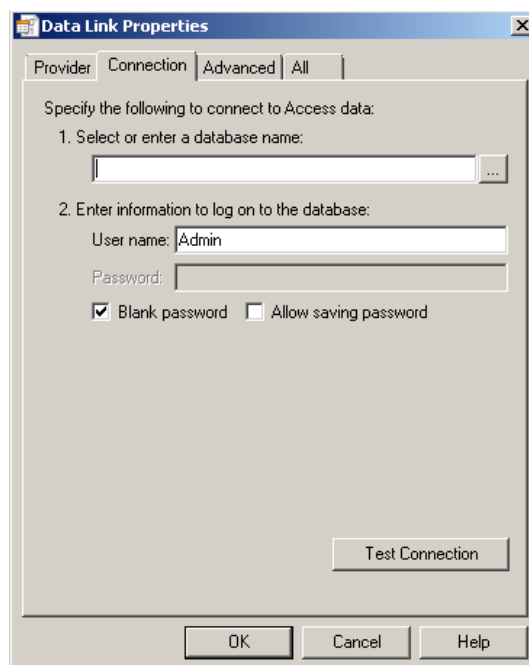 Data Link Properties
Provider Connection Advanced All
Specify the following to connect to Access data:
1. Select or enter a database name:
...
2. Enter information to log on to the database:
User name: Admin
Password:
Blank password Allow saving password
Test Connection
OK Cancel Help